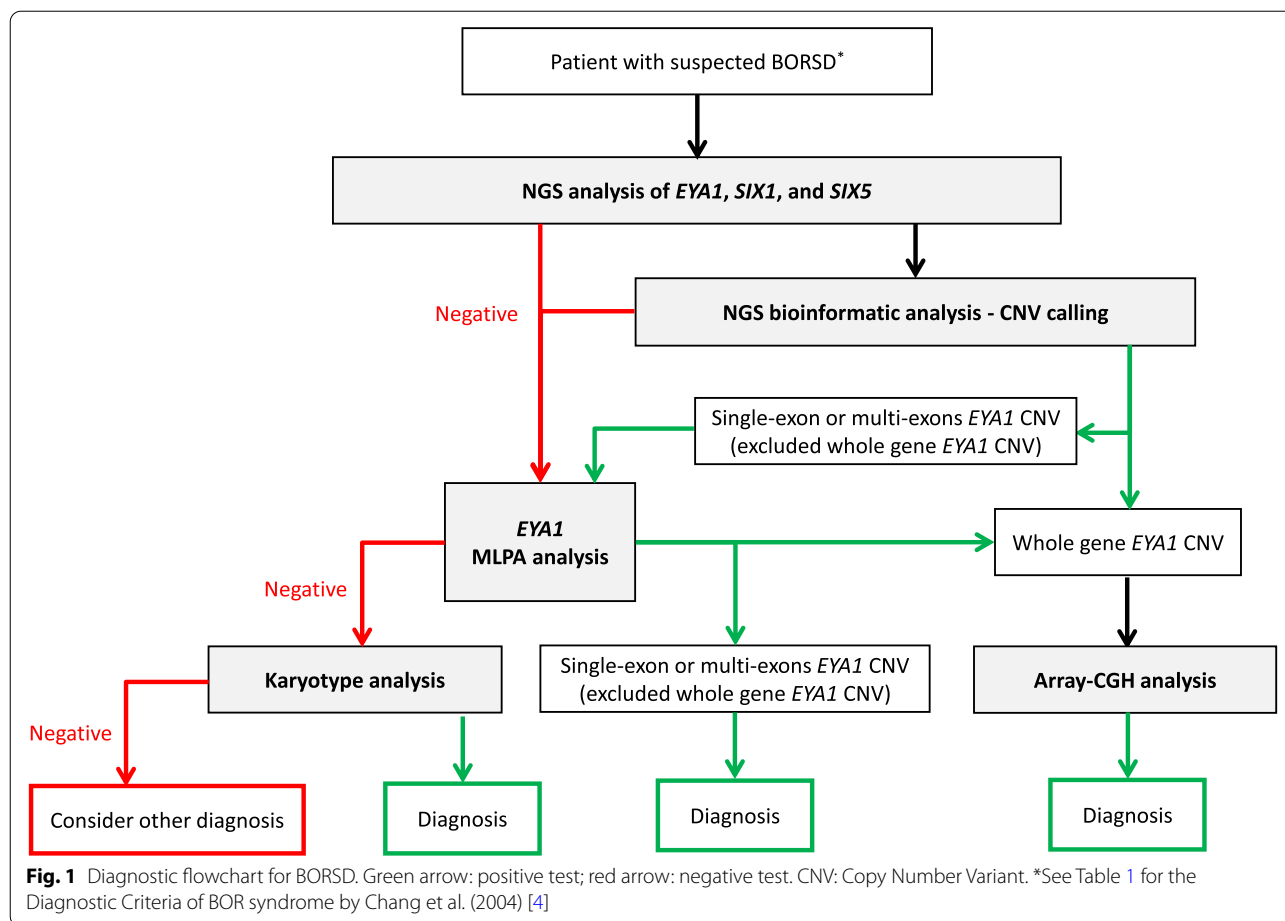 Patient with suspected BORSD*
NGS analysis of EYA1, SIX1, and SIX5
Negative
NGS bioinformatic analysis - CNV calling
Single-exon or multi-exons EYA1 CNV
(excluded whole gene EYA1 CNV)
EYA1
MLPA analysis
Whole gene EYA1 CNV
Negative
Karyotype analysis
Single-exon or multi-exons EYA1 CNV
(excluded whole gene EYA1 CNV)
Array-CGH analysis
Negative
Consider other diagnosis
Diagnosis
Diagnosis
Diagnosis
Fig. 1 Diagnostic flowchart for BORSD. Green arrow: positive test; red arrow: negative test. CNV: Copy Number Variant. *See Table 1 for the
Diagnostic Criteria of BOR syndrome by Chang et al. (2004) [4]